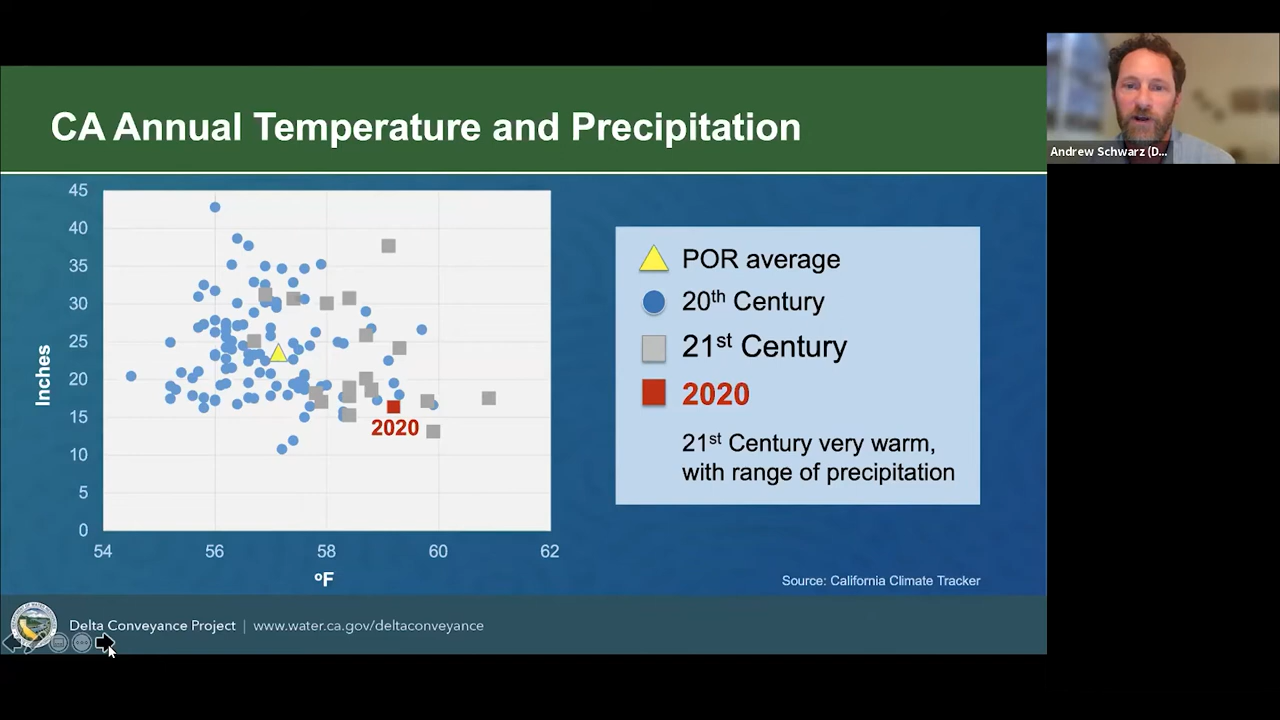 CA Annual Temperature and Precipitation
Andrew Schwarz (D...
45
40
35
30
25
20
15
10
5
0
Inches
54
56
58
60
62
ºF
2020
POR average
20th Century
21st Century
2020
21st Century very warm,
with range of precipitation
Source: California Climate Tracker
Delta Conveyance Project | www.water.ca.gov/deltaconveyance